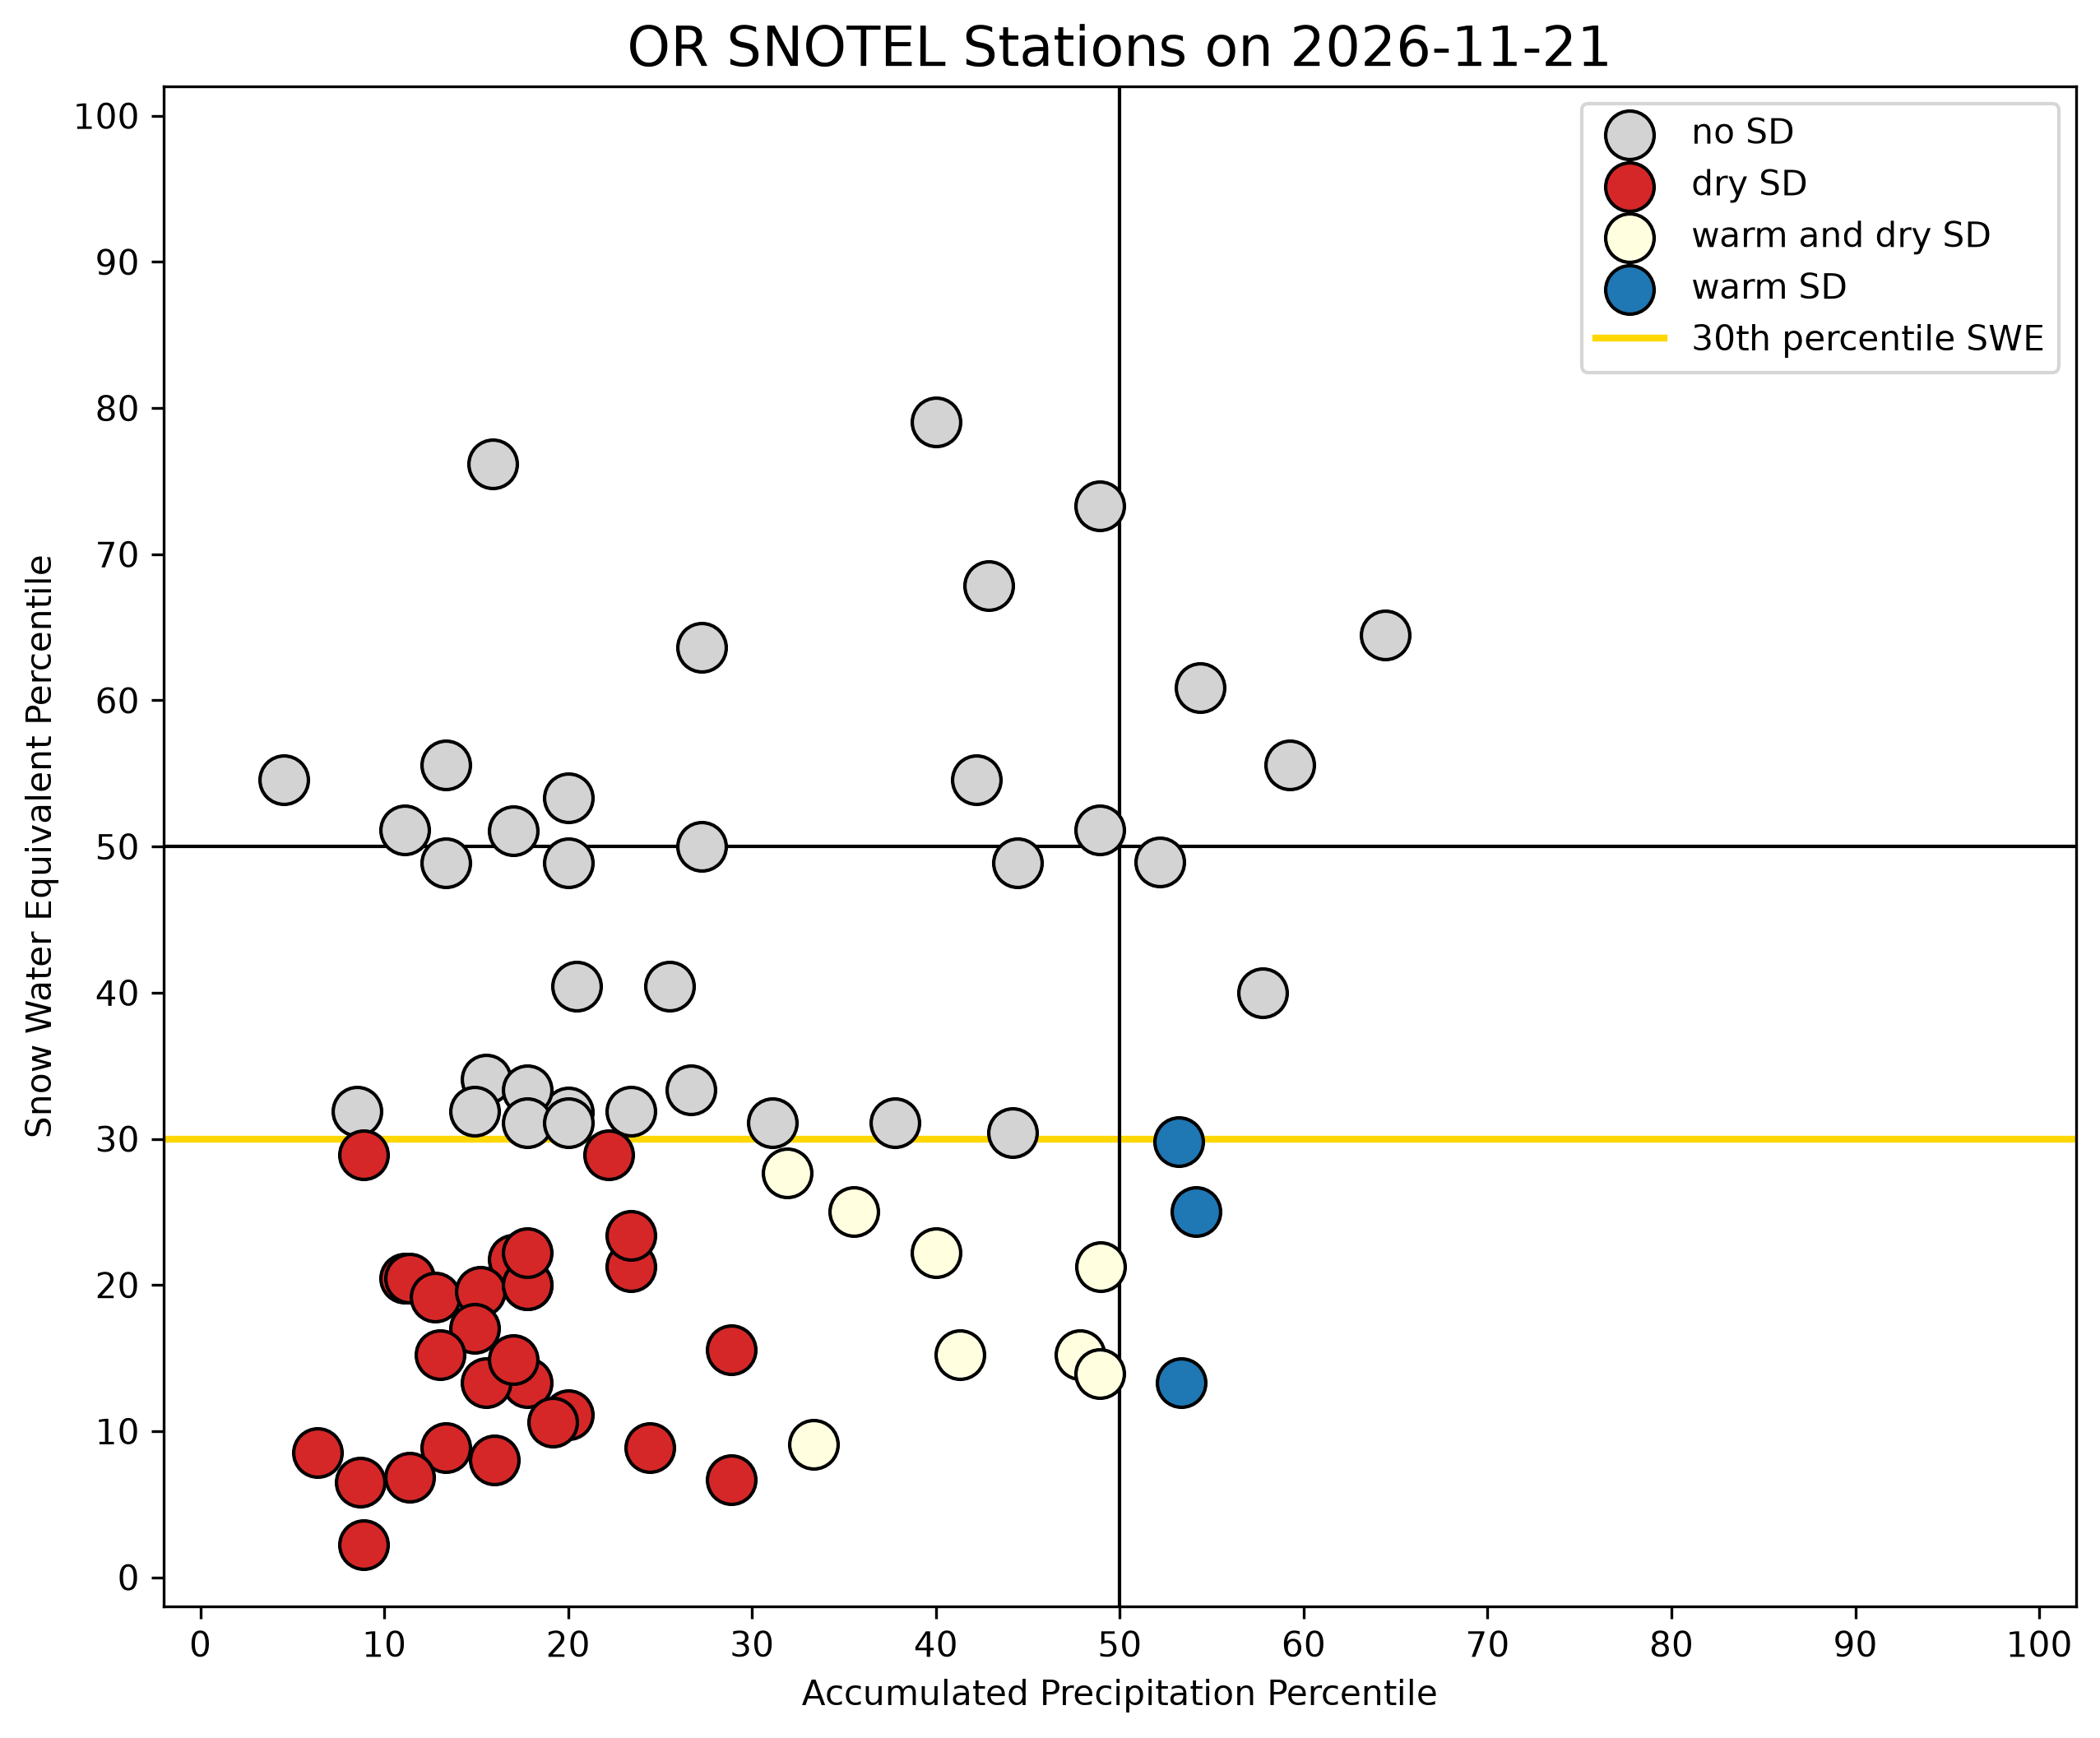 OR SNOTEL Stations on 2026-11-21
no SD
dry SD
warm and dry SD
warm SD
30th percentile SWE
Snow Water Equivalent Percentile
100
90
80
70
60
50
40
30
20
10
0
0 10 20 30 40 50 60 70 80 90 100
Accumulated Precipitation Percentile